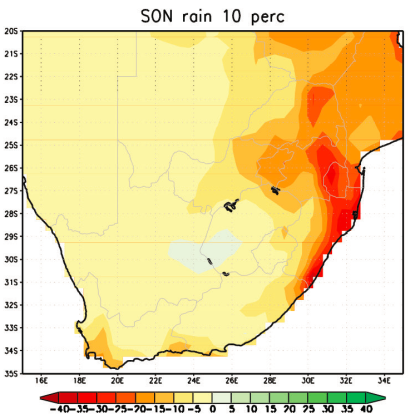 SON rain 10 perc
20S
21S
22S
23S
24S
25S
26S
27S
28S
29S
30S
31S
32S
33S
34S
35S
16E 18E 20E 22E 24E 26E 28E 30E 32E 34E
-40 -35 -30 -25 -20 -15 -10 -5 0 5 10 15 20 25 30 35 40